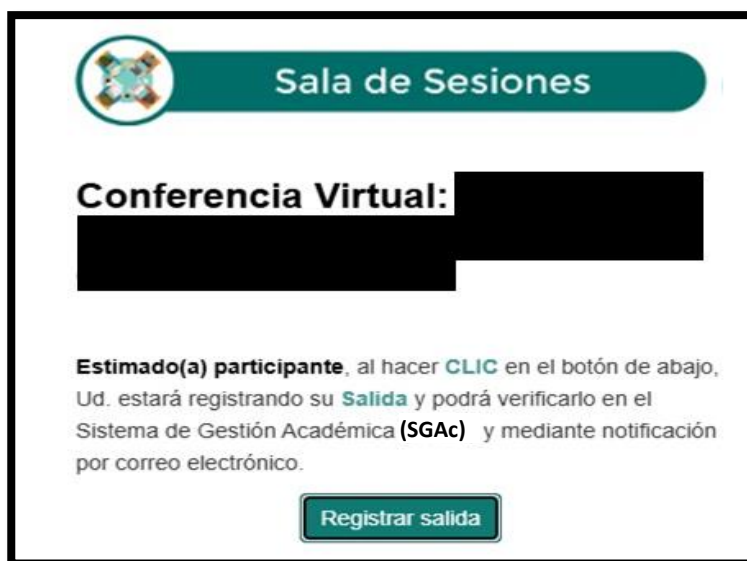 Sala de Sesiones
Conferencia Virtual:
Estimado(a) participante, al hacer CLIC en el botón de abajo,
Ud. estará registrando su Salida y podrá verificarlo en el
Sistema de Gestión Académica (SGAc) y mediante notificación
por correo electrónico.
Registrar salida